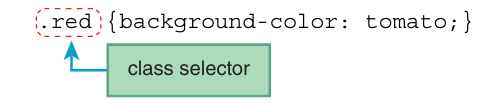 .red {background-color: tomato;}
class selector